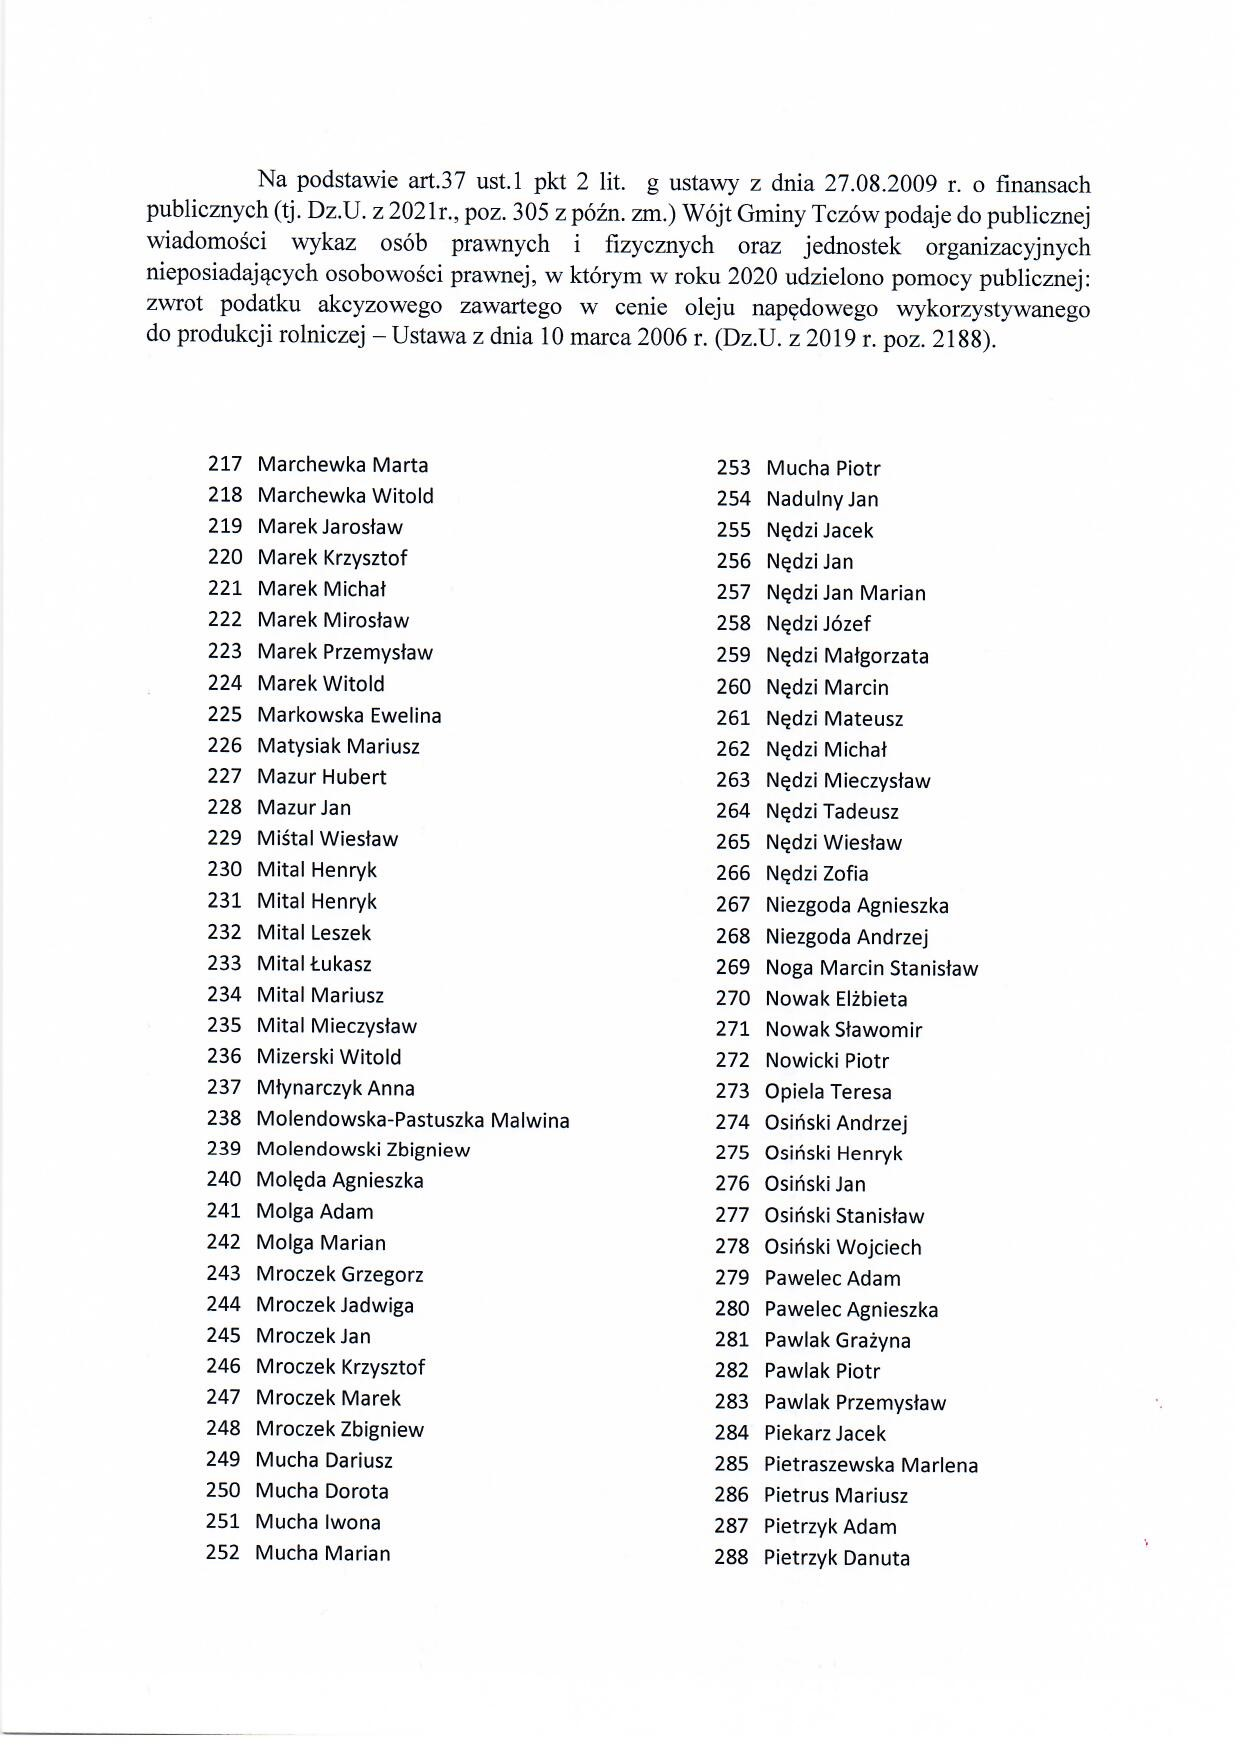 Na podstawie art.37 ust.1 pkt 2 lit. g ustawy z dnia 27.08.2009 r. o finansach
publicznych (tj. Dz.U. z 2021r., poz. 305 z późn. zm.) Wójt Gminy Tczów podaje do publicznej
wiadomości wykaz osób prawnych i fizycznych oraz jednostek organizacyjnych
nieposiadających osobowości prawnej, w którym w roku 2020 udzielono pomocy publicznej:
zwrot podatku akcyzowego zawartego w cenie oleju napędowego wykorzystywanego
do produkcji rolniczej – Ustawa z dnia 10 marca 2006 r. (Dz.U. z 2019 r. poz. 2188).
217 Marchewka Marta
218 Marchewka Witold
219 Marek Jarosław
220 Marek Krzysztof
221 Marek Michał
222 Marek Mirosław
223 Marek Przemysław
224 Marek Witold
225 Markowska Ewelina
226 Matysiak Mariusz
227 Mazur Hubert
228 Mazur Jan
229 Miśtal Wiesław
230 Mital Henryk
231 Mital Henryk
232 Mital Leszek
233 Mital Łukasz
234 Mital Mariusz
235 Mital Mieczysław
236 Mizerski Witold
237 Młynarczyk Anna
238 Molendowska-Pastuszka Malwina
239 Molendowski Zbigniew
240 Molęda Agnieszka
241 Molga Adam
242 Molga Marian
243 Mroczek Grzegorz
244 Mroczek Jadwiga
245 Mroczek Jan
246 Mroczek Krzysztof
247 Mroczek Marek
248 Mroczek Zbigniew
249 Mucha Dariusz
250 Mucha Dorota
251 Mucha Iwona
252 Mucha Marian
253 Mucha Piotr
254 Nadulny Jan
255 Nędzi Jacek
256 Nędzi Jan
257 Nędzi Jan Marian
258 Nędzi Józef
259 Nędzi Małgorzata
260 Nędzi Marcin
261 Nędzi Mateusz
262 Nędzi Michał
263 Nędzi Mieczysław
264 Nędzi Tadeusz
265 Nędzi Wiesław
266 Nędzi Zofia
267 Niezgoda Agnieszka
268 Niezgoda Andrzej
269 Noga Marcin Stanisław
270 Nowak Elżbieta
271 Nowak Sławomir
272 Nowicki Piotr
273 Opiela Teresa
274 Osiński Andrzej
275 Osiński Henryk
276 Osiński Jan
277 Osiński Stanisław
278 Osiński Wojciech
279 Pawelec Adam
280 Pawelec Agnieszka
281 Pawlak Grażyna
282 Pawlak Piotr
283 Pawlak Przemysław
284 Piekarz Jacek
285 Pietraszewska Marlena
286 Pietrus Mariusz
287 Pietrzyk Adam
288 Pietrzyk Danuta